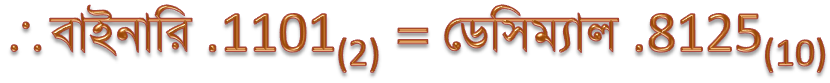 ∴ বাইনারি .1101(2) = ডেসিম্যাল .8125(10)